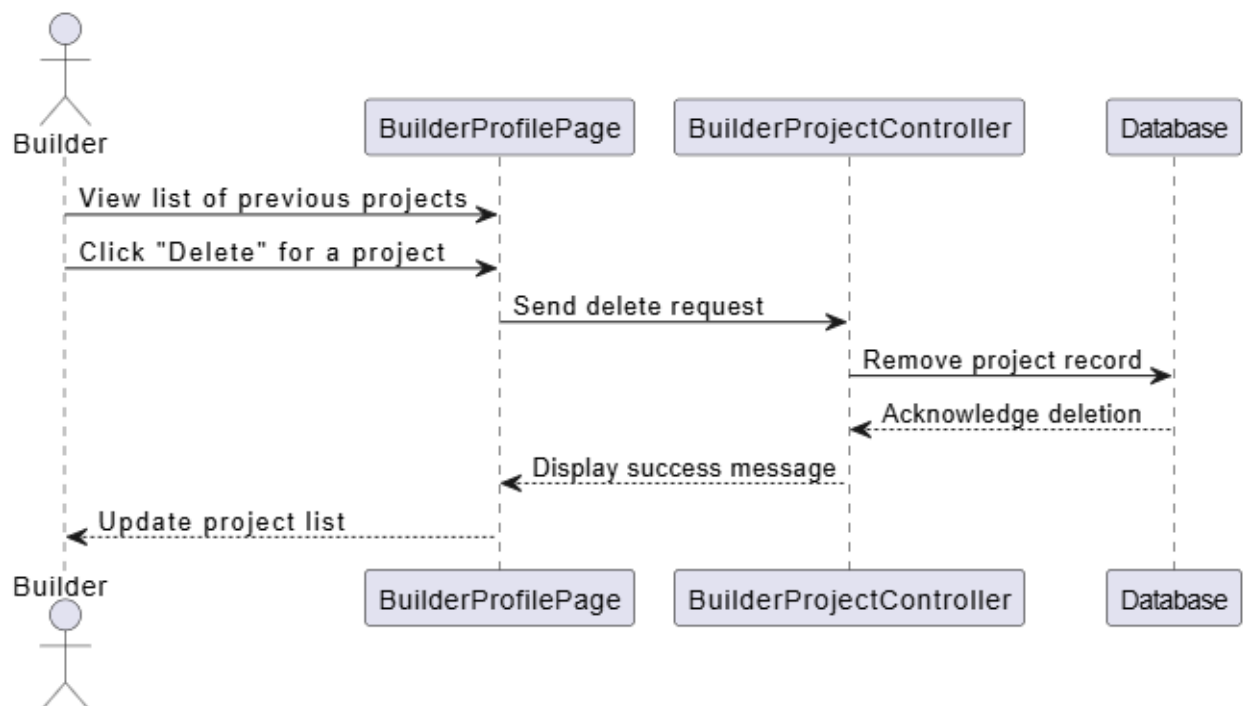 Builder
BuilderProfilePage
BuilderProjectController
Database
View list of previous projects
Click "Delete" for a project
Send delete request
Remove project record
Acknowledge deletion
Display success message
Update project list
Builder
BuilderProfilePage
BuilderProjectController
Database